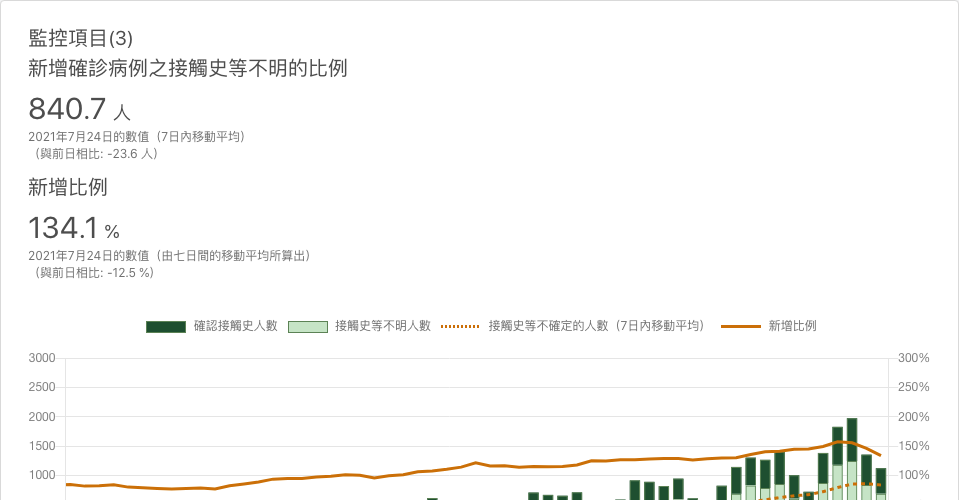 監控項目(3)
新增確診病例之接觸史等不明的比例
840.7 人
2021年7月24日的數值（7日內移動平均）
（與前日相比: -23.6 人）
新增比例
134.1 %
2021年7月24日的數值（由七日間的移動平均所算出）
（與前日相比: -12.5 %）
確認接觸史人數 接觸史等不明人數 接觸史等不確定的人數（7日內移動平均） 新增比例
3000 300%
2500 250%
2000 200%
1500 150%
1000 100%